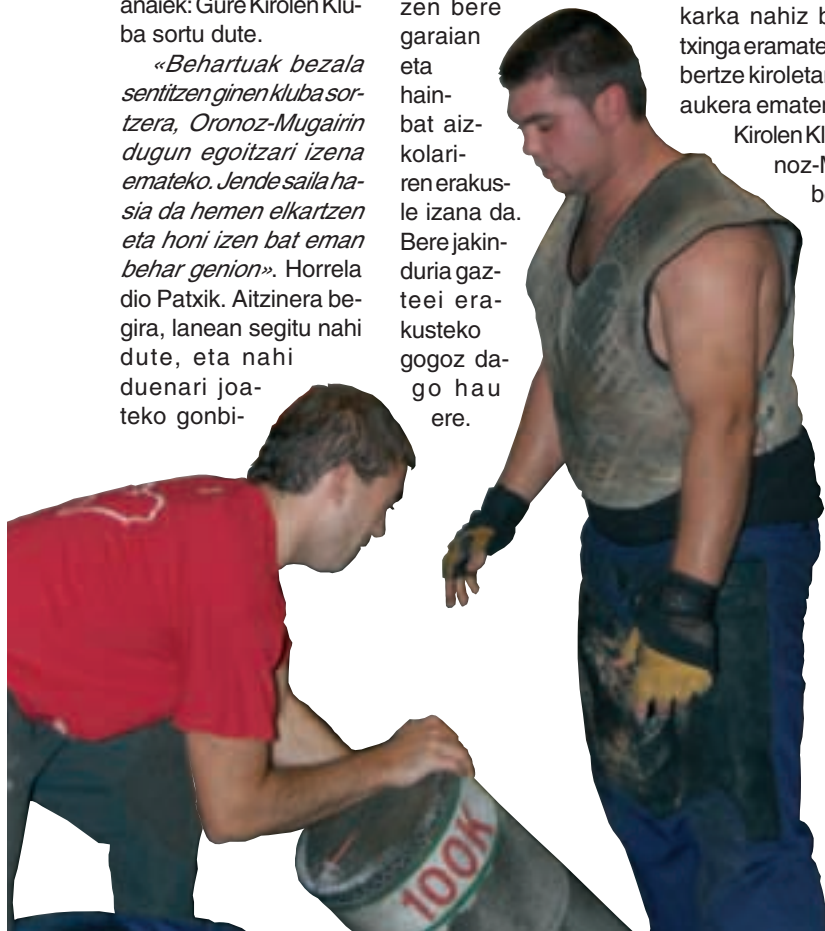 anaiek: Gure Kirolen Klu-
ba sortu dute.
«Behartuak bezala
sentitzen ginen kluba sor-
tzera, Oronoz-Mugairin
dugun egoitzari izena
emateko. Jende saila ha-
sia da hemen elkartzen
eta honi izen bat eman
behar genion». Horrela
dio Patxik. Aitzinera be-
gira, lanean segitu nahi
dute, eta nahi
duenari joa-
teko gonbi-
zen bere
garaian
eta
hain-
bat aiz-
kolari-
ren erakus-
le izana da.
Bere jakin-
duria gaz-
teei era-
kusteko
gogoz da-
go hau
ere.
karka nahiz b
txinga eramate
bertze kiroleta
aukera emate
Kirolen Kl
noz-M
b
100K